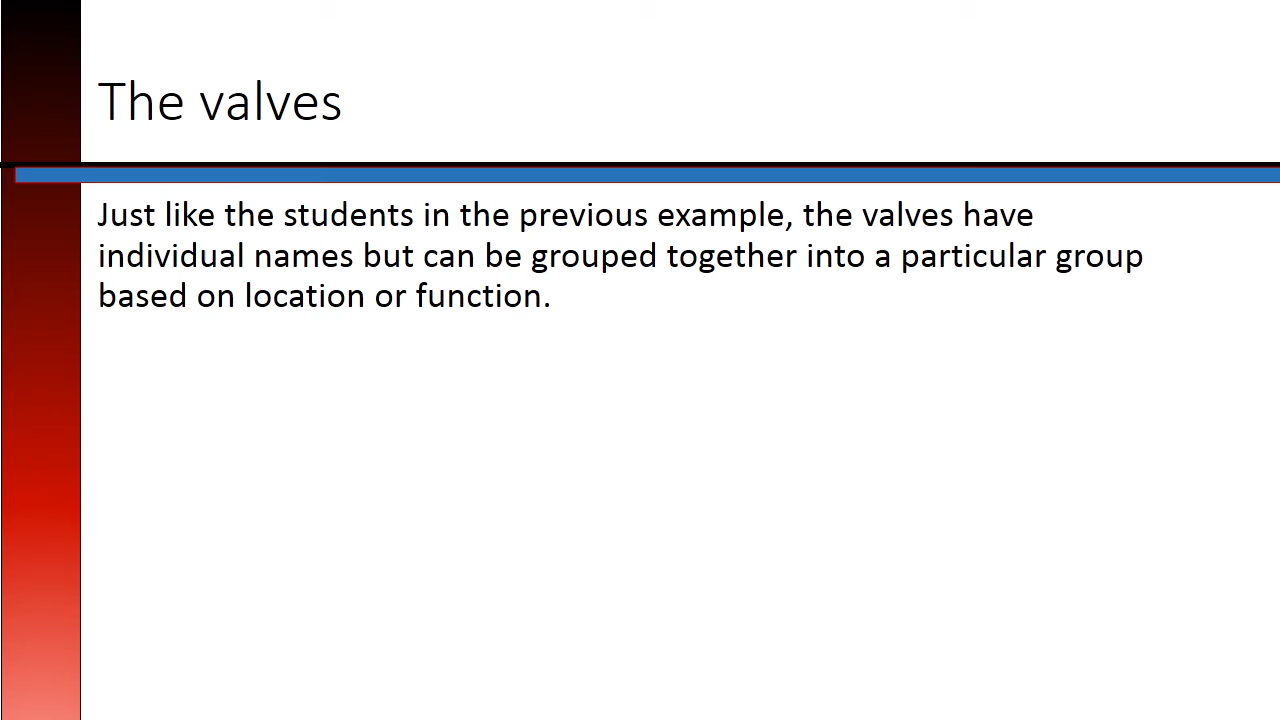 The valves
Just like the students in the previous example, the valves have
individual names but can be grouped together into a particular group
based on location or function.